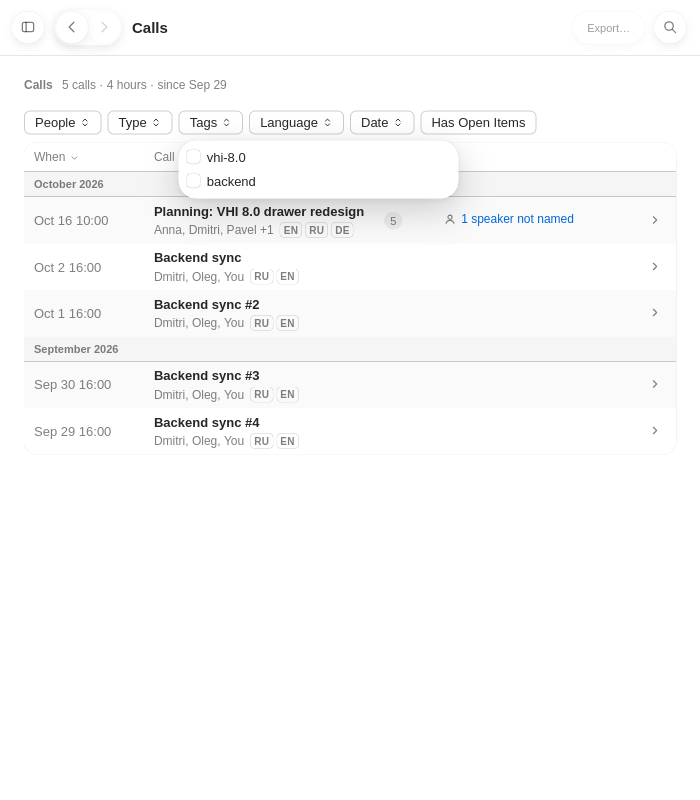 Calls
Export…
Calls 5 calls · 4 hours · since Sep 29
People Type Tags Language Date Has Open Items
When Call
vhi-8.0
backend
October 2026
Oct 16 10:00 Planning: VHI 8.0 drawer redesign 5 1 speaker not named
Anna, Dmitri, Pavel +1 EN RU DE
Oct 2 16:00 Backend sync
Dmitri, Oleg, You RU EN
Oct 1 16:00 Backend sync #2
Dmitri, Oleg, You RU EN
September 2026
Sep 30 16:00 Backend sync #3
Dmitri, Oleg, You RU EN
Sep 29 16:00 Backend sync #4
Dmitri, Oleg, You RU EN